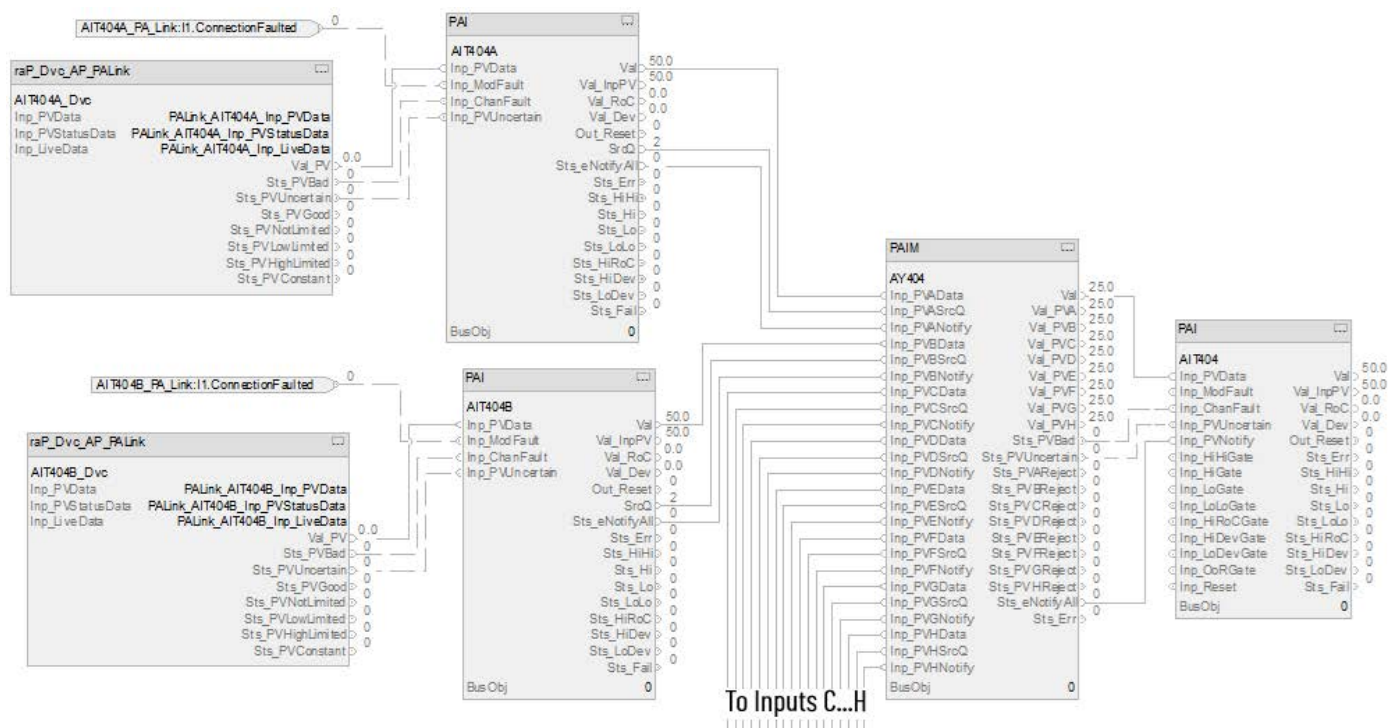 AIT404A_PA_Link:I1.ConnectionFaulted
0
raP_Dvc_AP_PALink
AIT404A_Dvc
Inp_PVData PALink_AIT404A_Inp_PVData
Inp_PVStatusData PALink_AIT404A_Inp_PVStatusData
Inp_LiveData PALink_AIT404A_Inp_LiveData
Val_PV 0.0
Sts_PVBad 0
Sts_PVUncertain 0
Sts_PVGood 0
Sts_PVNotLimited 0
Sts_PVLowLimited 0
Sts_PVHighLimited 0
Sts_PVConstant 0
PAI
AIT404A
Inp_PVData Val 50.0
Inp_ModFault Val_InpPV 50.0
Inp_ChanFault Val_RoC 0.0
Inp_PVUncertain Val_Dev 0.0
Out_Reset 0
SrcQ 2
Sts_eNotifyAll 0
Sts_Err 0
Sts_HiHi 0
Sts_Hi 0
Sts_Lo 0
Sts_LoLo 0
Sts_HiRoC 0
Sts_HiDev 0
Sts_LoDev 0
Sts_Fail 0
BusObj 0
AIT404B_PA_Link:I1.ConnectionFaulted
0
raP_Dvc_AP_PALink
AIT404B_Dvc
Inp_PVData PALink_AIT404B_Inp_PVData
Inp_PVStatusData PALink_AIT404B_Inp_PVStatusData
Inp_LiveData PALink_AIT404B_Inp_LiveData
Val_PV 0.0
Sts_PVBad 0
Sts_PVUncertain 0
Sts_PVGood 0
Sts_PVNotLimited 0
Sts_PVLowLimited 0
Sts_PVHighLimited 0
Sts_PVConstant 0
PAI
AIT404B
Inp_PVData Val 50.0
Inp_ModFault Val_InpPV 50.0
Inp_ChanFault Val_RoC 0.0
Inp_PVUncertain Val_Dev 0.0
Out_Reset 0
SrcQ 2
Sts_eNotifyAll 0
Sts_Err 0
Sts_HiHi 0
Sts_Hi 0
Sts_Lo 0
Sts_LoLo 0
Sts_HiRoC 0
Sts_HiDev 0
Sts_LoDev 0
Sts_Fail 0
BusObj 0
PAIM
AY404
Inp_PVAData Val 25.0
Inp_PVASrcQ Val_PVA 25.0
Inp_PVANotify Val_PVB 25.0
Inp_PVBData Val_PVC 25.0
Inp_PVBSrcQ Val_PVD 25.0
Inp_PVBNotify Val_PVE 25.0
Inp_PVCData Val_PVF 25.0
Inp_PVCSrcQ Val_PVG 25.0
Inp_PVCNotify Val_PVH 25.0
Inp_PVDData Sts_PVBad 0
Inp_PVDSrcQ Sts_PVUncertain 0
Inp_PVDNotify Sts_PVAReject 0
Inp_PVEData Sts_PVBReject 0
Inp_PVESrcQ Sts_PVCReject 0
Inp_PVENotify Sts_PVDReject 0
Inp_PVFData Sts_PVEReject 0
Inp_PVFSrcQ Sts_PVFReject 0
Inp_PVFNotify Sts_PVGReject 0
Inp_PVGData Sts_PVHReject 0
Inp_PVGSrcQ Sts_eNotifyAll 0
Inp_PVGNotify Sts_Err 0
Inp_PVHData
Inp_PVHSrcQ
Inp_PVHNotify
BusObj 0
To Inputs C...H
PAI
AIT404
Inp_PVData Val 50.0
Inp_ModFault Val_InpPV 50.0
Inp_ChanFault Val_RoC 0.0
Inp_PVUncertain Val_Dev 0.0
Inp_PVNotify Out_Reset 0
Inp_HiHiGate Sts_Err 0
Inp_HiGate Sts_HiHi 0
Inp_LoGate Sts_Hi 0
Inp_LoLoGate Sts_Lo 0
Inp_HiRoCGate Sts_LoLo 0
Inp_HiDevGate Sts_HiRoC 0
Inp_LoDevGate Sts_HiDev 0
Inp_OoRGate Sts_LoDev 0
Inp_Reset Sts_Fail 0
BusObj 0